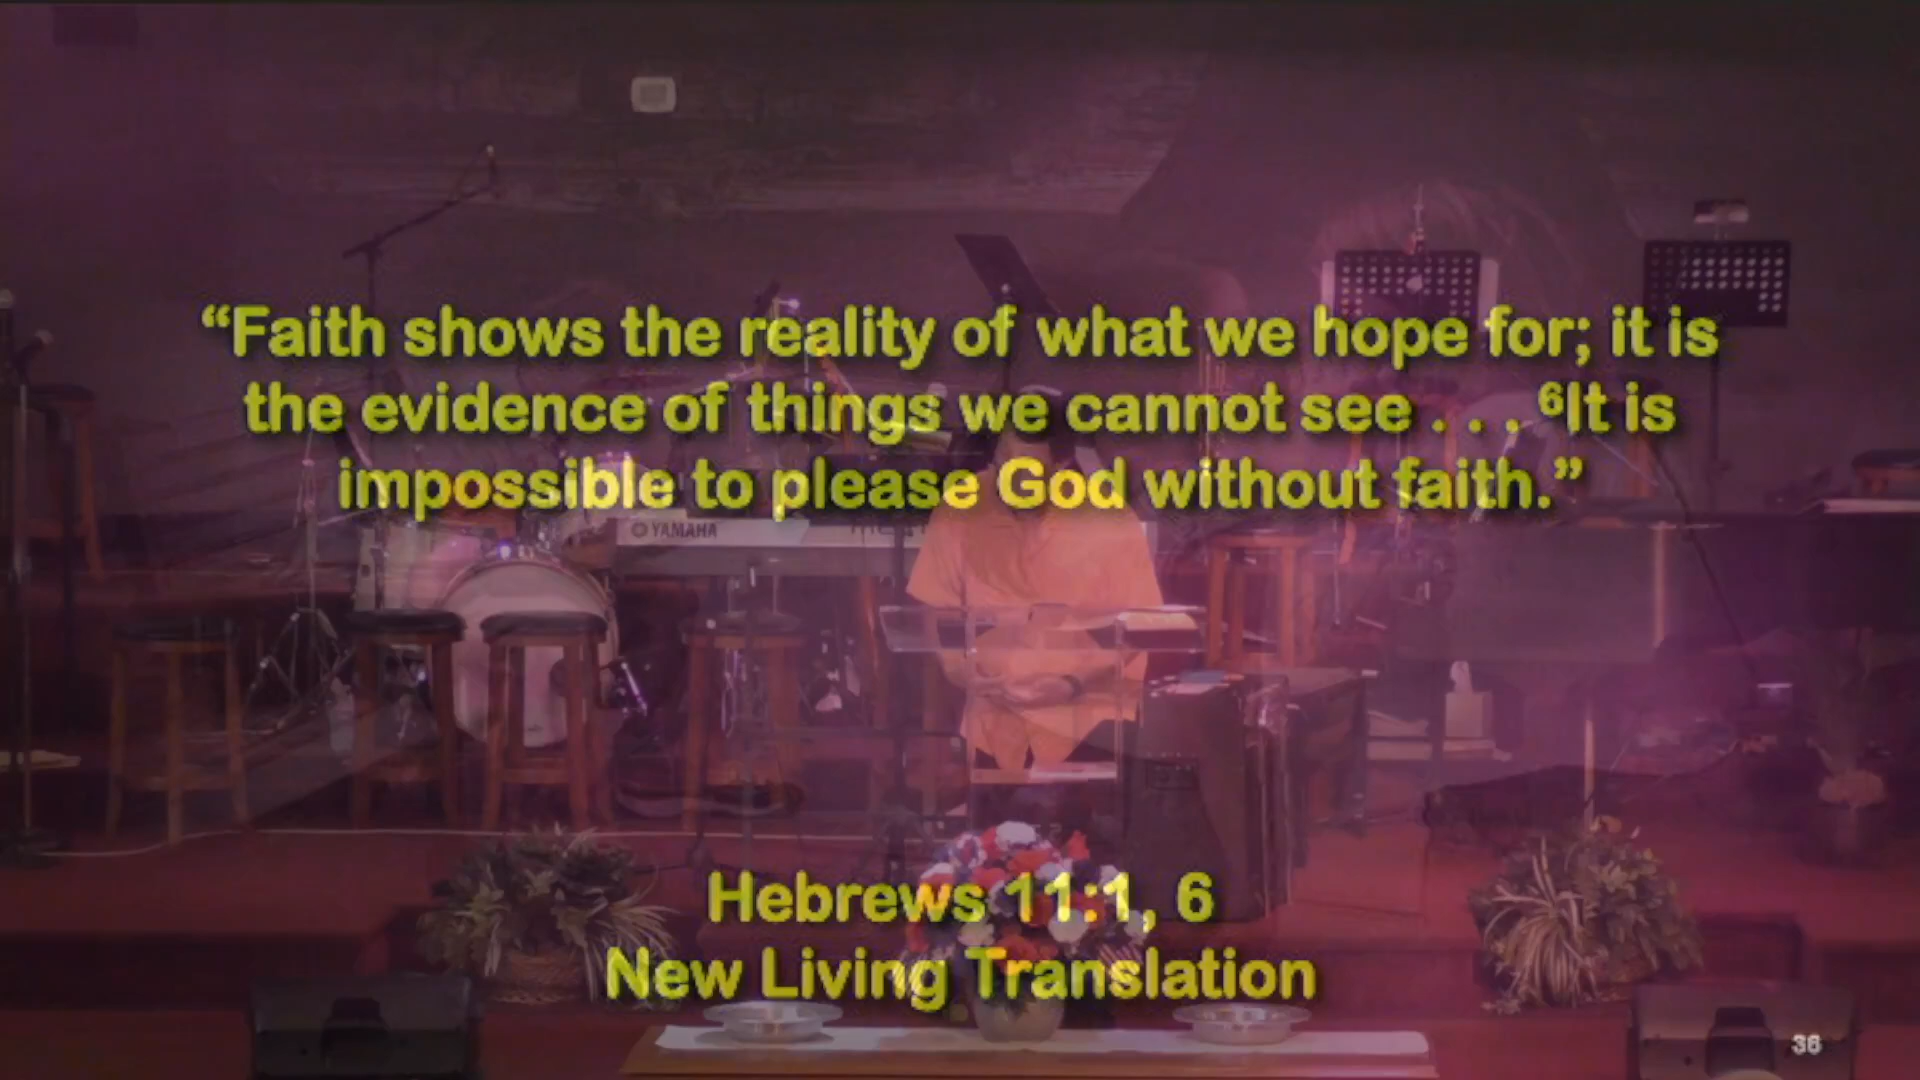 “Faith shows the reality of what we hope for; it is
the evidence of things we cannot see . . . ⁶It is
impossible to please God without faith.”
YAMAHA
Hebrews 11:1, 6
New Living Translation
36